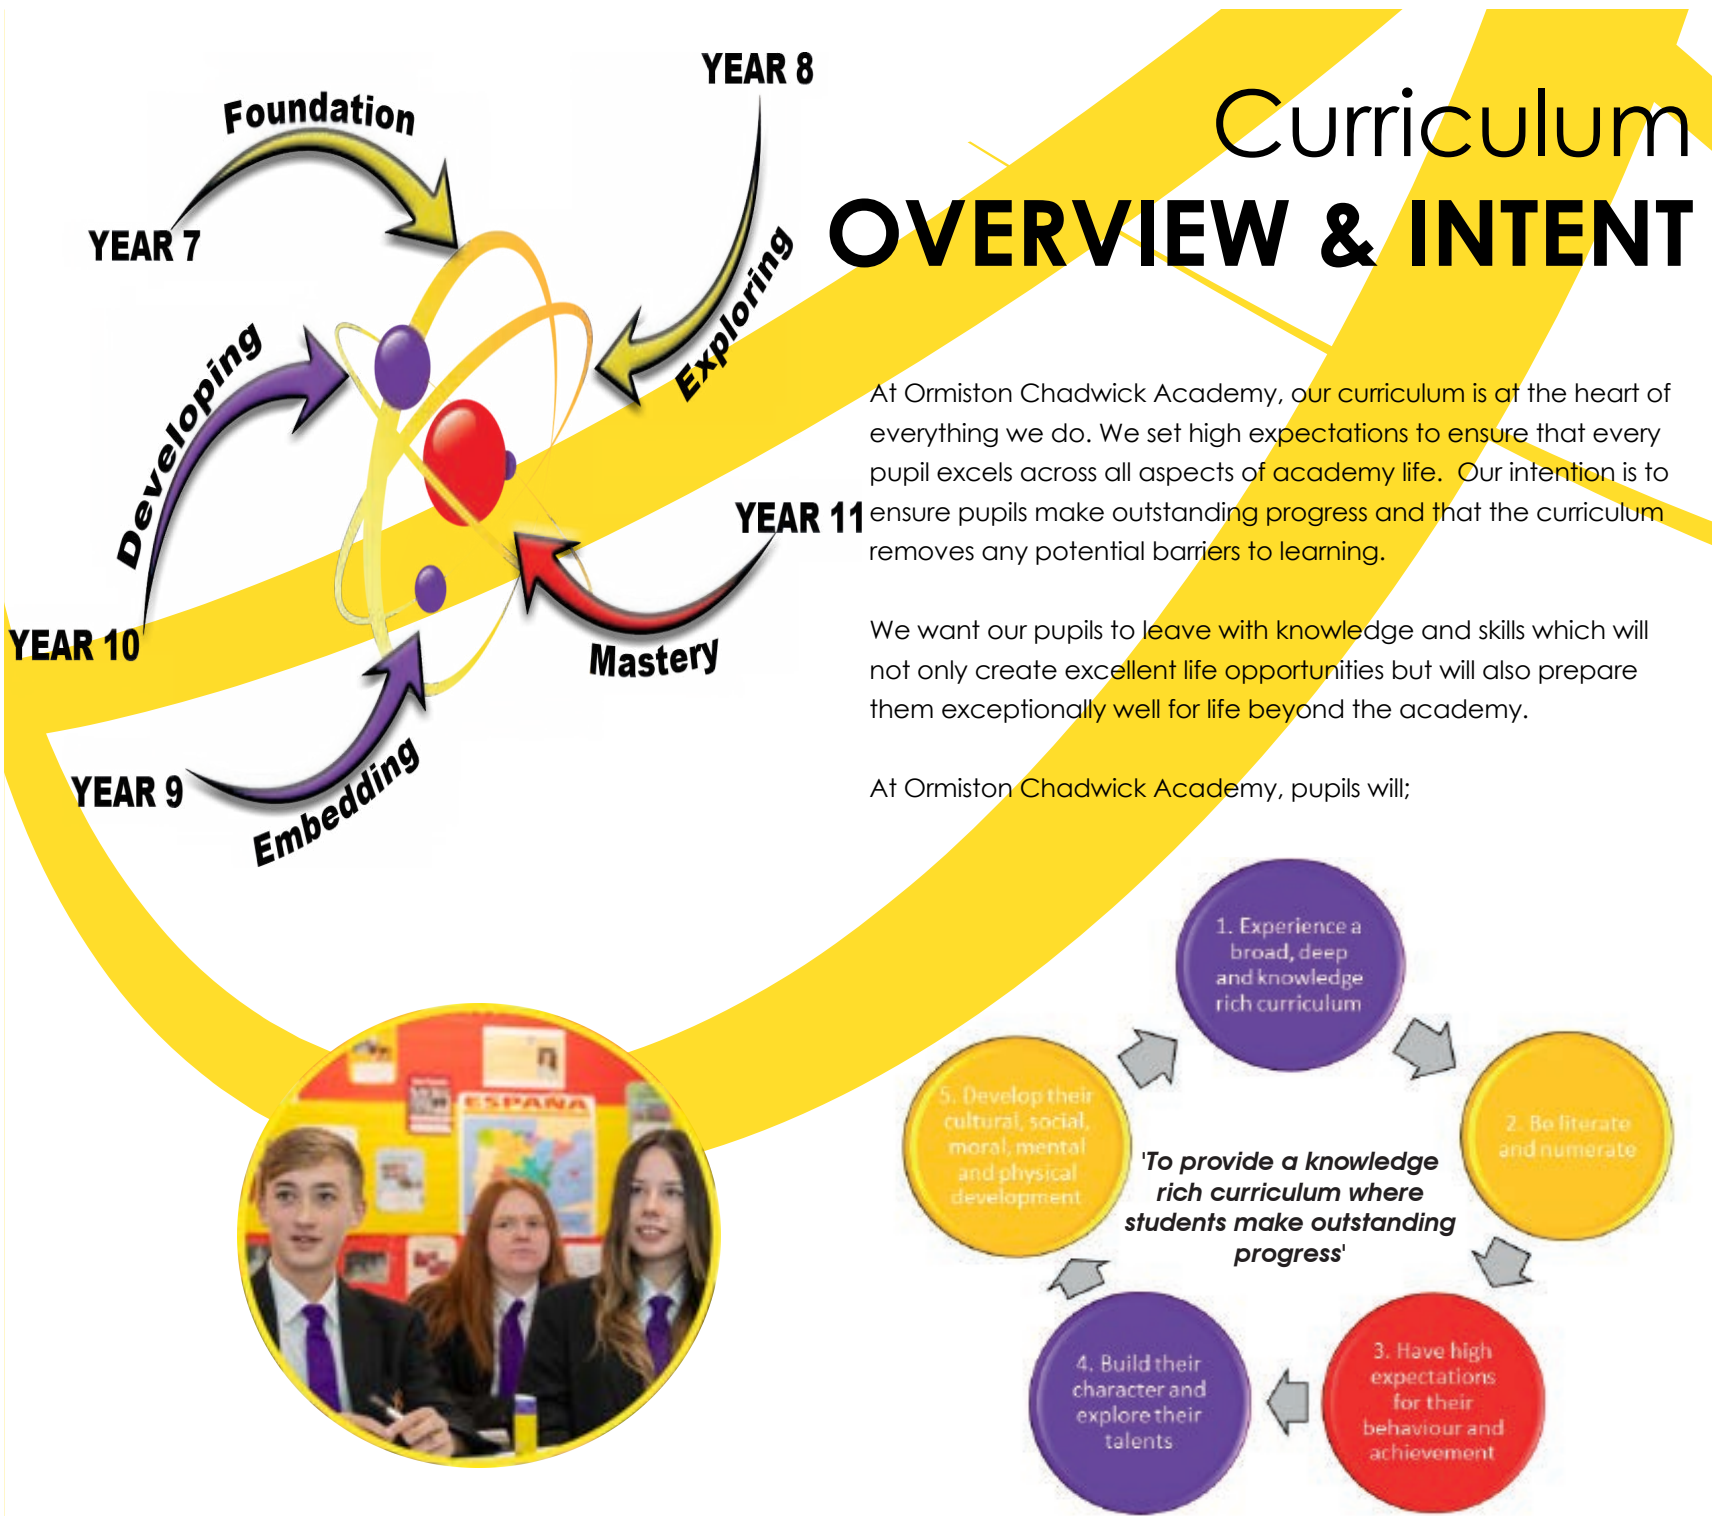 Curriculum
OVERVIEW & INTENT
YEAR 7
Foundation
YEAR 8
Exploring
YEAR 9
Embedding
YEAR 10
Developing
YEAR 11
Mastery
At Ormiston Chadwick Academy, our curriculum is at the heart of
everything we do. We set high expectations to ensure that every
pupil excels across all aspects of academy life.  Our intention is to
ensure pupils make outstanding progress and that the curriculum
removes any potential barriers to learning.
We want our pupils to leave with knowledge and skills which will
not only create excellent life opportunities but will also prepare
them exceptionally well for life beyond the academy.
At Ormiston Chadwick Academy, pupils will;
1. Experience a
broad, deep
and knowledge
rich curriculum
2. Be literate
and numerate
3. Have high
expectations
for their
behaviour and
achievement
4. Build their
character and
explore their
talents
5. Develop their
cultural, social,
moral, mental
and physical
development
'To provide a knowledge
rich curriculum where
students make outstanding
progress'
ESPAÑA